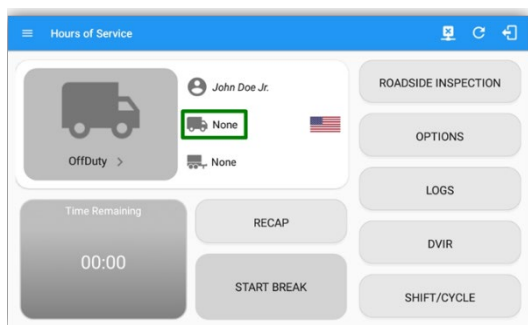 Hours of Service
John Doe Jr.
None
None
OffDuty >
Time Remaining
00:00
RECAP
START BREAK
ROADSIDE INSPECTION
OPTIONS
LOGS
DVIR
SHIFT/CYCLE